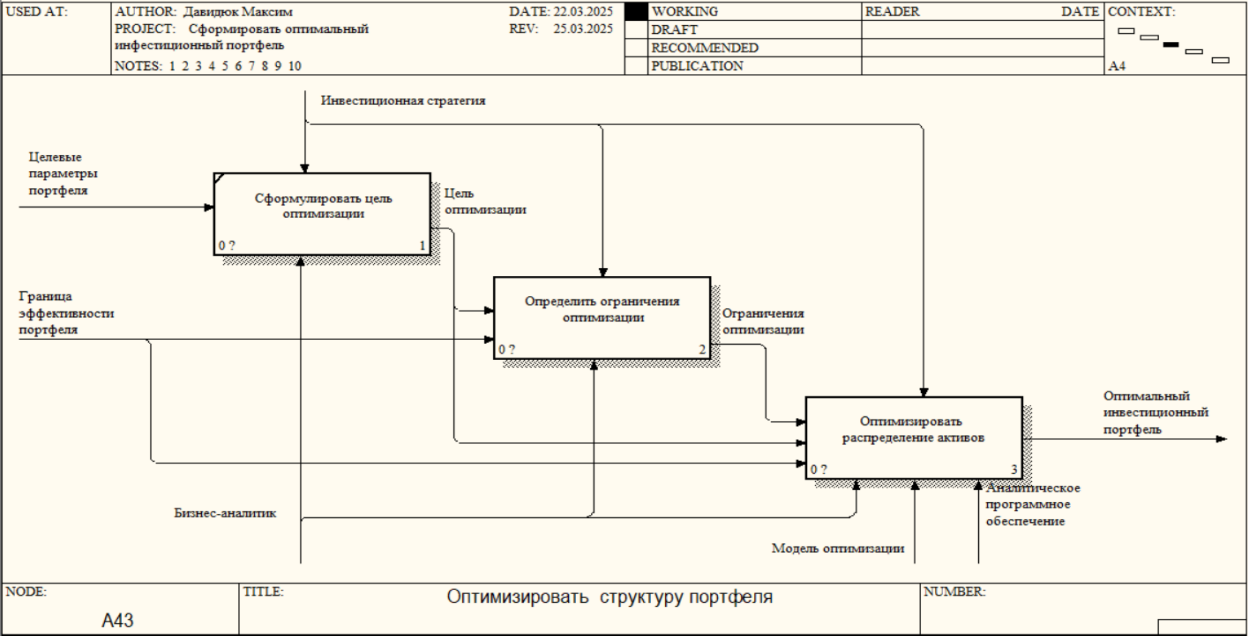 USED AT:
AUTHOR: Давидюк Максим
DATE: 22.03.2025
PROJECT: Сформировать оптимальный
инфестиционный портфель
REV: 25.03.2025
NOTES: 1 2 3 4 5 6 7 8 9 10
WORKING
DRAFT
RECOMMENDED
PUBLICATION
READER
DATE
CONTEXT:
A4
Инвестиционная стратегия
Целевые
параметры
портфеля
Сформулировать цель
оптимизации
0 ?
1
Цель
оптимизации
Граница
эффективности
портфеля
Определить ограничения
оптимизации
0 ?
2
Ограничения
оптимизации
Оптимизировать
распределение активов
0 ?
3
Оптимальный
инвестиционный
портфель
Бизнес-аналитик
Модель оптимизации
Аналитическое
программное
обеспечение
NODE:
A43
TITLE:
Оптимизировать структуру портфеля
NUMBER: